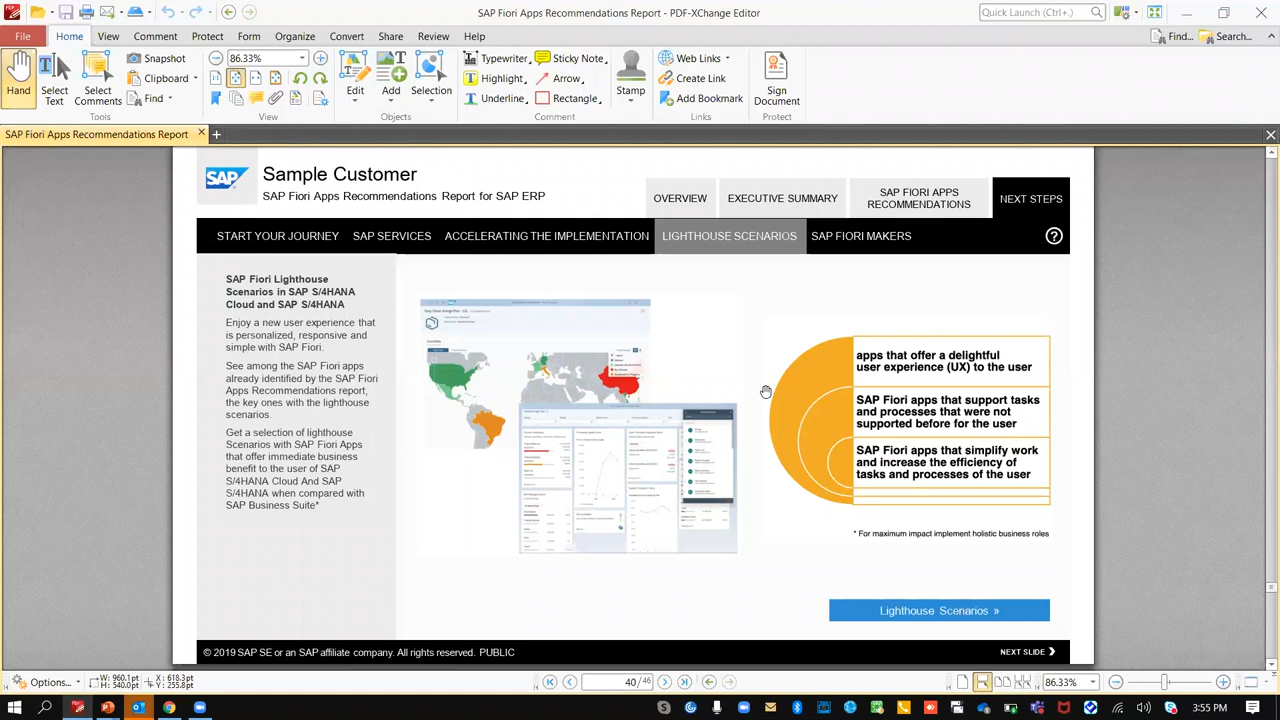 SAP Fiori Apps Recommendations Report - PDF-XChange Editor
Quick Launch (Ctrl+.)
File Home View Comment Protect Form Organize Convert Share Review Help
Find... Search...
Hand
Select Text
Select Comments
Snapshot
Clipboard
Find
Tools
86.33%
View
Edit
Add
Selection
Objects
Typewriter
Highlight
Underline
Sticky Note
Arrow
Rectangle
Stamp
Comment
Web Links
Create Link
Add Bookmark
Links
Sign Document
Protect
SAP Fiori Apps Recommendations Report
SAP
Sample Customer
SAP Fiori Apps Recommendations Report for SAP ERP
OVERVIEW
EXECUTIVE SUMMARY
SAP FIORI APPS
RECOMMENDATIONS
NEXT STEPS
START YOUR JOURNEY SAP SERVICES ACCELERATING THE IMPLEMENTATION LIGHTHOUSE SCENARIOS SAP FIORI MAKERS
?
SAP Fiori Lighthouse
Scenarios in SAP S/4HANA
Cloud and SAP S/4HANA
Enjoy a new user experience that
is personalized, responsive and
simple with SAP Fiori.
See among the SAP Fiori apps
already identified by the SAP Fiori
Apps Recommendations report,
the key ones with the lighthouse
scenarios.
Get a selection of lighthouse
Scenarios with SAP Fiori Apps
that offer immediate business
benefit to the user of SAP
S/4HANA Cloud And SAP
S/4HANA when compared with
SAP Business Suite
apps that offer a delightful
user experience (UX) to the user
SAP Fiori apps that support tasks
and processes that were not
supported before for the user
SAP Fiori apps that simplify work
and increase the efficiency of
tasks and processes of the user
* For maximum impact implement holistic business roles
Lighthouse Scenarios »
© 2019 SAP SE or an SAP affiliate company. All rights reserved. PUBLIC
NEXT SLIDE
Options...
W: 960.1pt
H: 540.0pt
X: 618.3pt
Y: 255.8pt
40 / 46
86.33%
3:55 PM